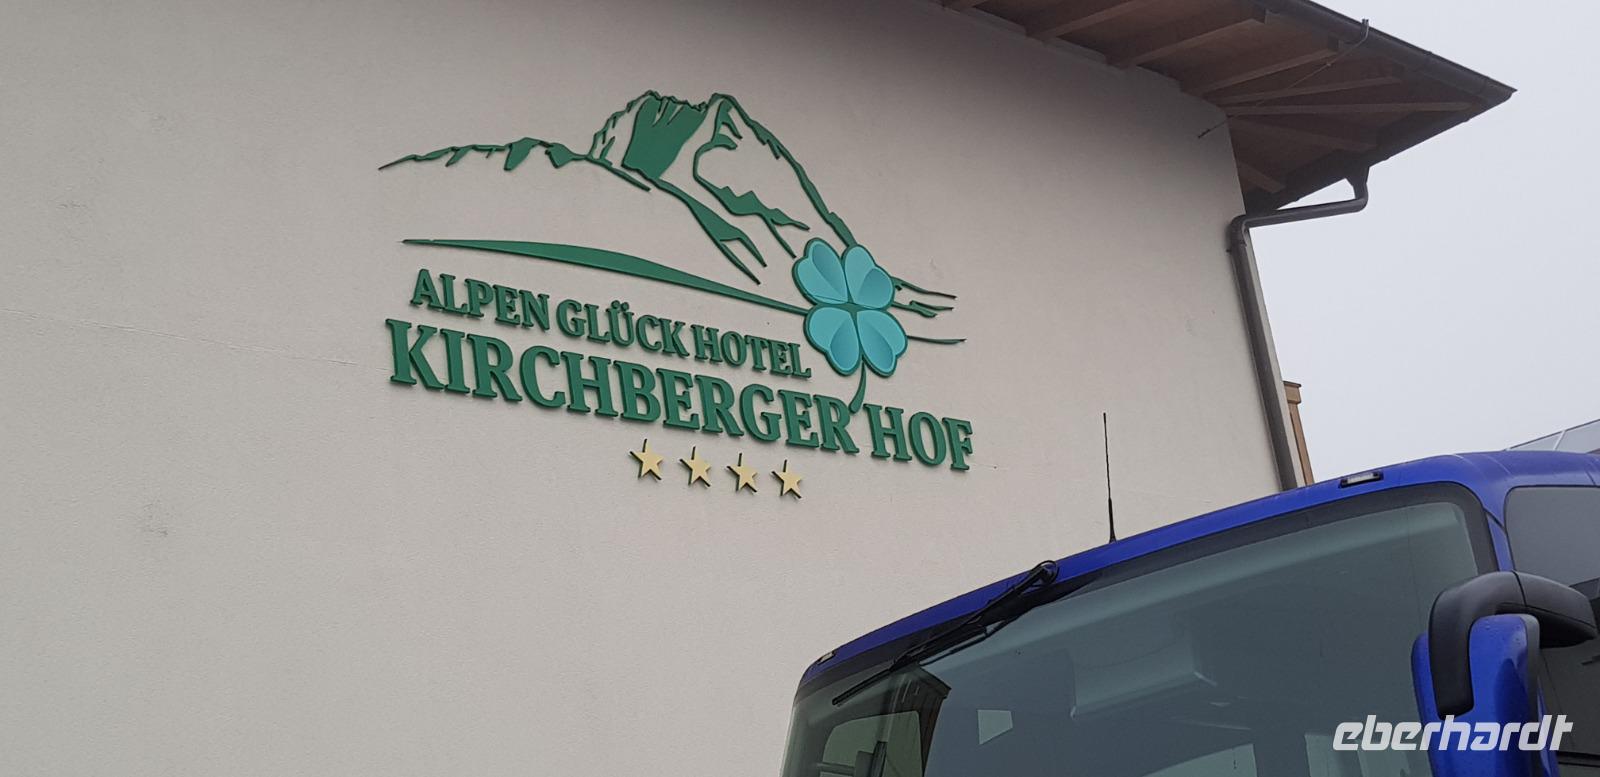 ALPEN GLÜCK HOTEL
KIRCHBERGER HOF
eberhardt